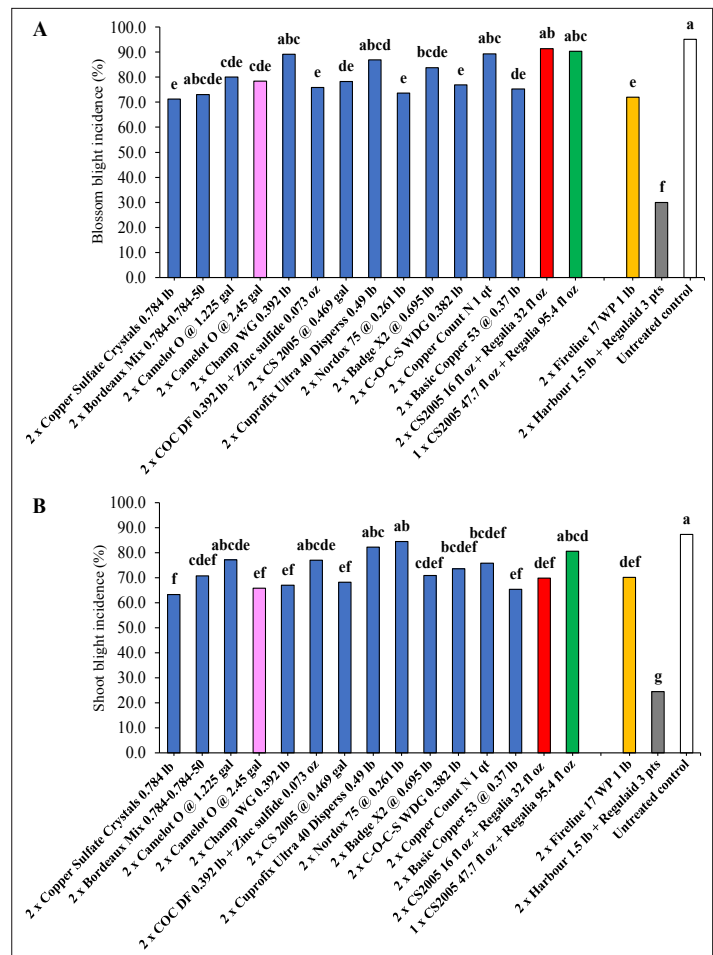 A
Blossom blight incidence (%)
100.0
90.0
80.0
70.0
60.0
50.0
40.0
30.0
20.0
10.0
0.0
e
abcde
cde
cde
abc
e
de
abcd
e
bcde
e
abc
de
ab
abc
e
f
a
2 x Copper Sulfate Crystals 0.784 lb
2 x Bordeaux Mix 0.784-0.784-50
2 x Camelot O @ 1.225 gal
2 x Camelot O @ 2.45 gal
2 x Champ WG 0.392 lb
2 x COC DF 0.392 lb + Zinc sulfide 0.073 oz
2 x CS 2005 @ 0.469 gal
2 x Cuprofix Ultra 40 Disperss 0.49 lb
2 x Nordox 75 @ 0.261 lb
2 x Badge X2 @ 0.695 lb
2 x C-O-C-S WDG 0.382 lb
2 x Copper Count N 1 qt
2 x Basic Copper 53 @ 0.37 lb
2 x CS2005 16 fl oz + Regalia 32 fl oz
1 x CS2005 47.7 fl oz + Regalia 95.4 fl oz
2 x Fireline 17 WP 1 lb
2 x Harbour 1.5 lb + Regulaid 3 pts
Untreated control
B
Shoot blight incidence (%)
100.0
90.0
80.0
70.0
60.0
50.0
40.0
30.0
20.0
10.0
0.0
f
cdef
abcde
ef
ef
abcde
ef
abc
ab
cdef
bcdef
bcdef
ef
def
abcd
def
g
a
2 x Copper Sulfate Crystals 0.784 lb
2 x Bordeaux Mix 0.784-0.784-50
2 x Camelot O @ 1.225 gal
2 x Camelot O @ 2.45 gal
2 x Champ WG 0.392 lb
2 x COC DF 0.392 lb + Zinc sulfide 0.073 oz
2 x CS 2005 @ 0.469 gal
2 x Cuprofix Ultra 40 Disperss 0.49 lb
2 x Nordox 75 @ 0.261 lb
2 x Badge X2 @ 0.695 lb
2 x C-O-C-S WDG 0.382 lb
2 x Copper Count N 1 qt
2 x Basic Copper 53 @ 0.37 lb
2 x CS2005 16 fl oz + Regalia 32 fl oz
1 x CS2005 47.7 fl oz + Regalia 95.4 fl oz
2 x Fireline 17 WP 1 lb
2 x Harbour 1.5 lb + Regulaid 3 pts
Untreated control